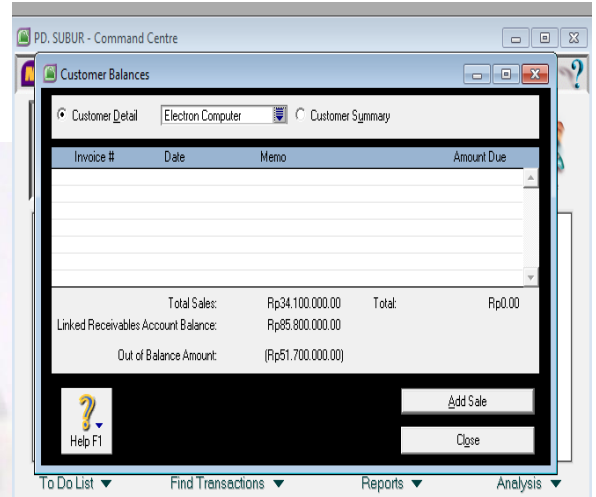 PD. SUBUR - Command Centre
Customer Balances
Customer Detail Electron Computer Customer Summary
Invoice # Date Memo Amount Due
Total Sales: Rp34.100.000.00 Total: Rp0.00
Linked Receivables Account Balance: Rp85.800.000.00
Out of Balance Amount: (Rp51.700.000.00)
Add Sale
Help F1
Close
To Do List Find Transactions Reports Analysis